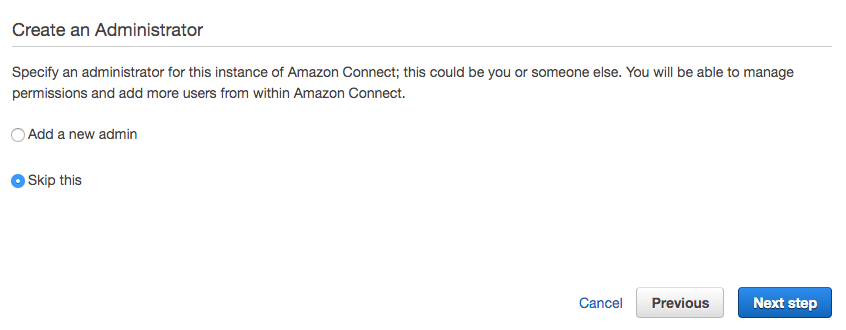 Create an Administrator
Specify an administrator for this instance of Amazon Connect; this could be you or someone else. You will be able to manage
permissions and add more users from within Amazon Connect.
Add a new admin
Skip this
Cancel Previous Next step